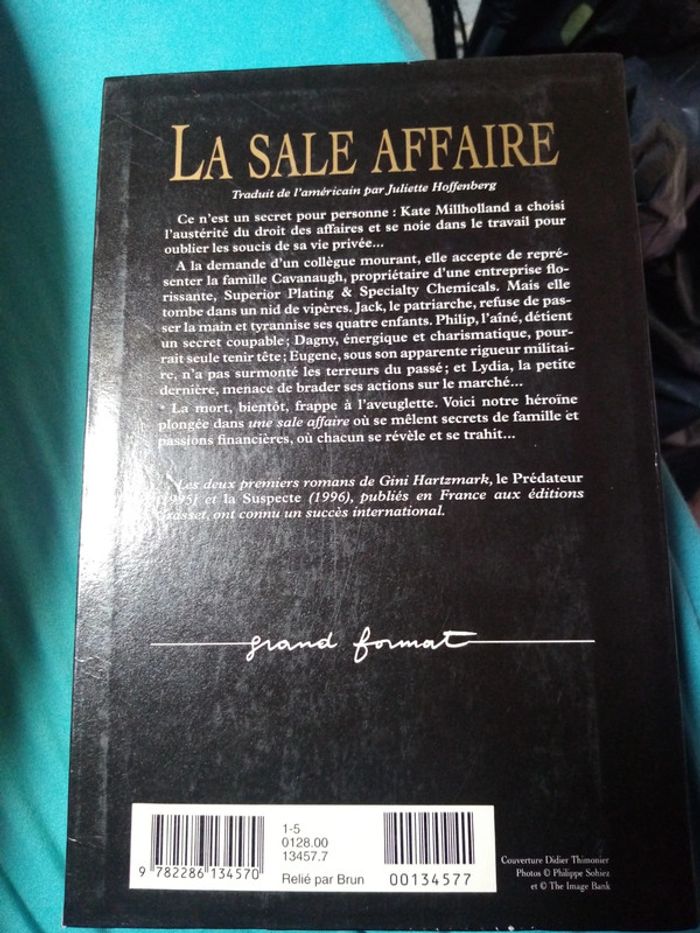 LA SALE AFFAIRE
Traduit de l'américain par Juliette Hoffenberg
Ce n'est un secret pour personne : Kate Millholland a choisi
l'austérité du droit des affaires et se noie dans le travail pour
oublier les soucis de sa vie privée...
A la demande d'un collègue mourant, elle accepte de repré-
senter la famille Cavanaugh, propriétaire d'une entreprise flo-
rissante, Superior Plating & Specialty Chemicals. Mais elle
tombe dans un nid de vipères. Jack, le patriarche, refuse de pas-
ser la main et tyrannise ses quatre enfants. Philip, l'aîné, détient
un secret coupable ; Dagny, énergique et charismatique, pour-
rait seule tenir tête ; Eugene, sous son apparente rigueur militai-
re, n'a pas surmonté les terreurs du passé ; et Lydia, la petite
dernière, menace de brader ses actions sur le marché...
La mort, bientôt, frappe à l'aveuglette. Voici notre héroïne
plongée dans une sale affaire où se mêlent secrets de famille et
passions financières, où chacun se révèle et se trahit...
Les deux premiers romans de Gini Hartzmark, le Prédateur
(1995) et la Suspecte (1996), publiés en France aux éditions
Grasset, ont connu un succès international.
grand format
1-5
0128.00
13457.7
9 782286 134570
Relié par Brun
00134577
Couverture Didier Thimonier
Photos © Philippe Sohiez
et © The Image Bank